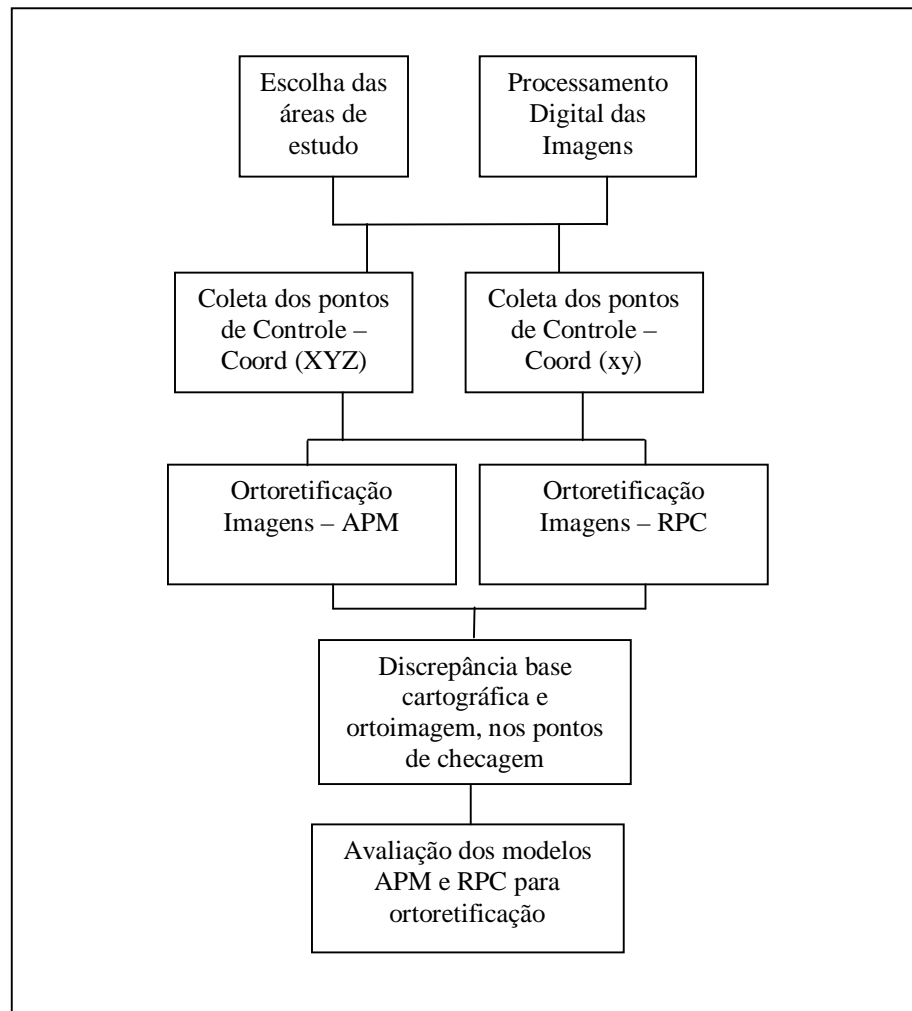 Escolha das
áreas de
estudo
Processamento
Digital das
Imagens
Coleta dos pontos
de Controle –
Coord (XYZ)
Coleta dos pontos
de Controle –
Coord (xy)
Ortoretificação
Imagens – APM
Ortoretificação
Imagens – RPC
Discrepância base
cartográfica e
ortoimagem, nos pontos
de checagem
Avaliação dos modelos
APM e RPC para
ortoretificação